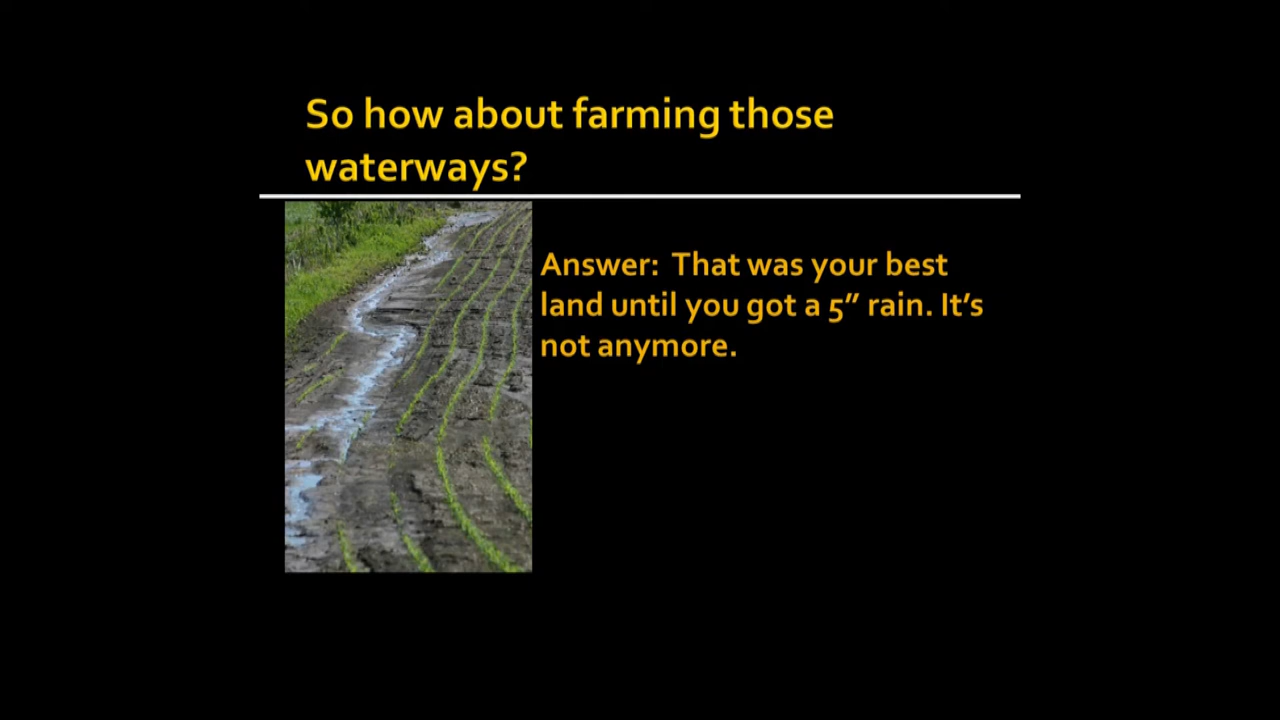 So how about farming those
waterways?
Answer:  That was your best
land until you got a 5” rain. It’s
not anymore.